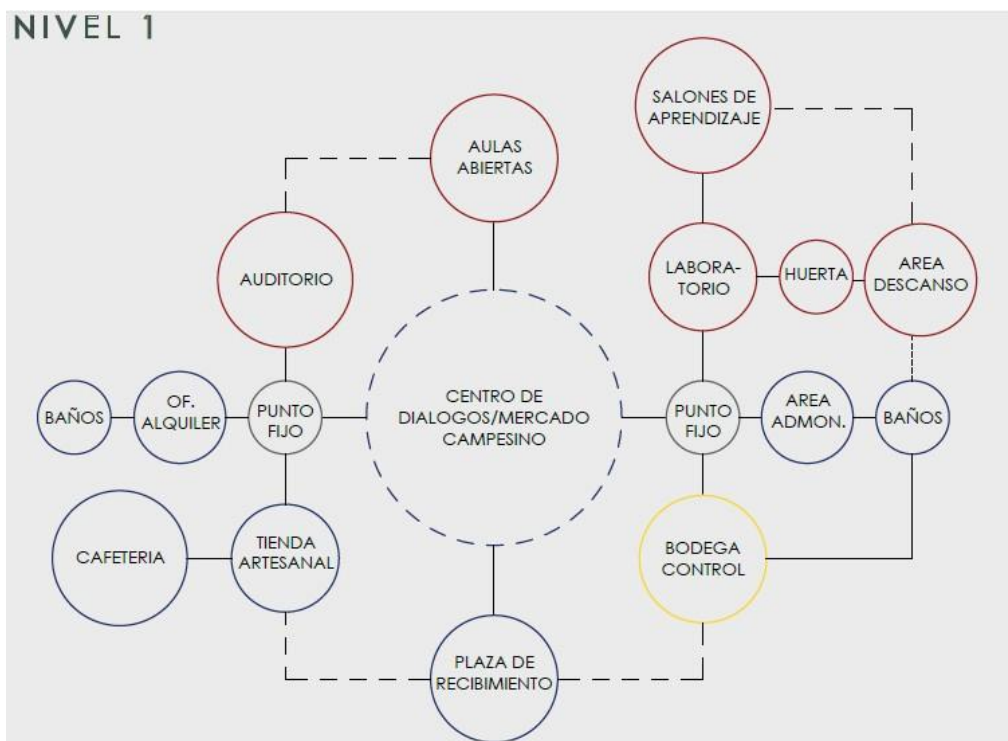 NIVEL 1
SALONES DE
APRENDIZAJE
AULAS
ABIERTAS
AUDITORIO
LABORA-
TORIO
HUERTA
AREA
DESCANSO
BAÑOS
OF.
ALQUILER
PUNTO
FIJO
CENTRO DE
DIALOGOS/MERCADO
CAMPESINO
PUNTO
FIJO
AREA
ADMON.
BAÑOS
CAFETERIA
TIENDA
ARTESANAL
BODEGA
CONTROL
PLAZA DE
RECIBIMIENTO